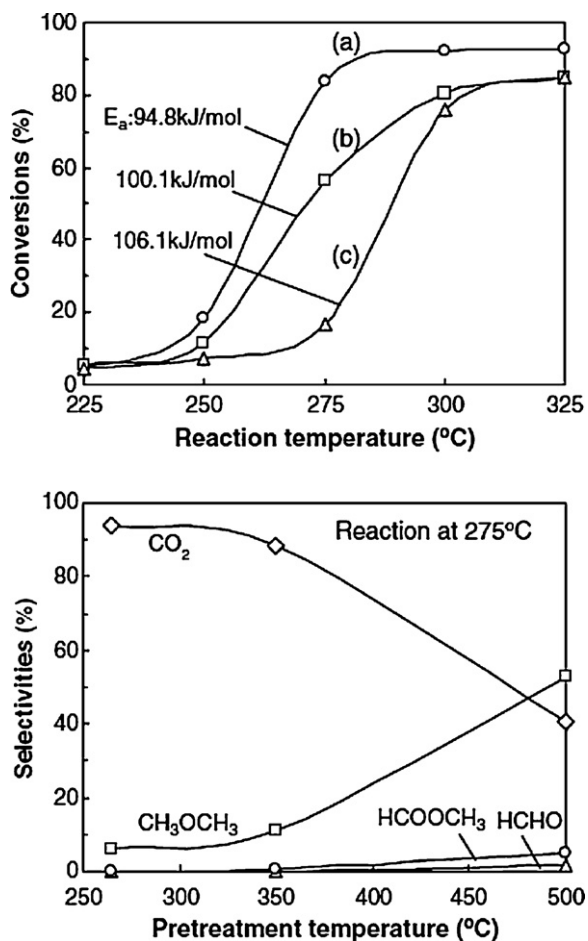 100
80
60
40
20
0
Conversions (%)
(a)
Eₐ:94.8kJ/mol
(b)
100.1kJ/mol
106.1kJ/mol
(c)
225 250 275 300 325
Reaction temperature (ºC)
100
80
60
40
20
0
Selectivities (%)
Reaction at 275ºC
CO₂
CH₃OCH₃
HCOOCH₃
HCHO
250 300 350 400 450 500
Pretreatment temperature (ºC)